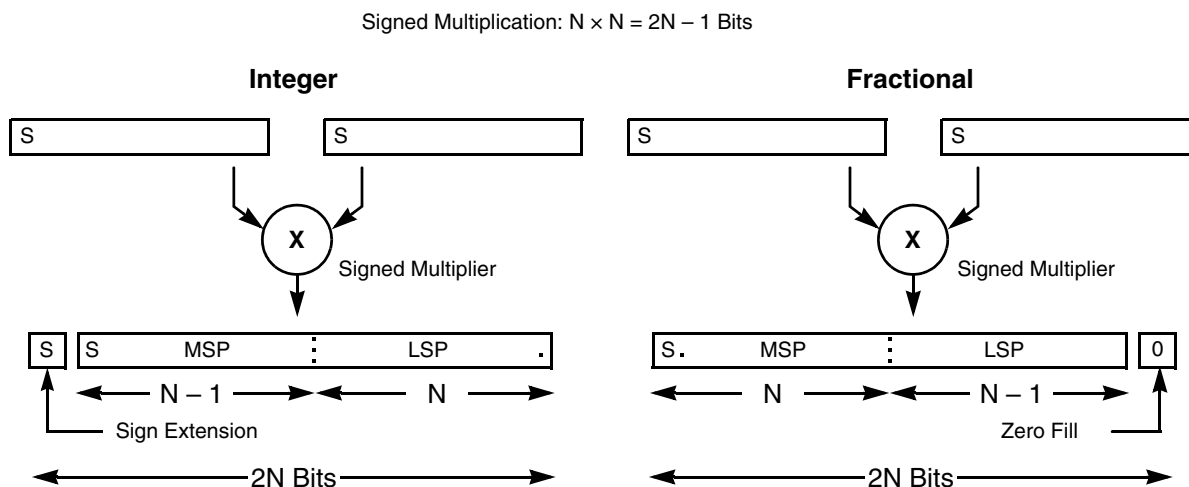 Signed Multiplication: N × N = 2N – 1 Bits
Integer
Fractional
S
S
S
S
X
X
Signed Multiplier
Signed Multiplier
S
S
MSP
LSP
.
S.
MSP
LSP
0
N – 1
N
N
N – 1
Sign Extension
Zero Fill
2N Bits
2N Bits